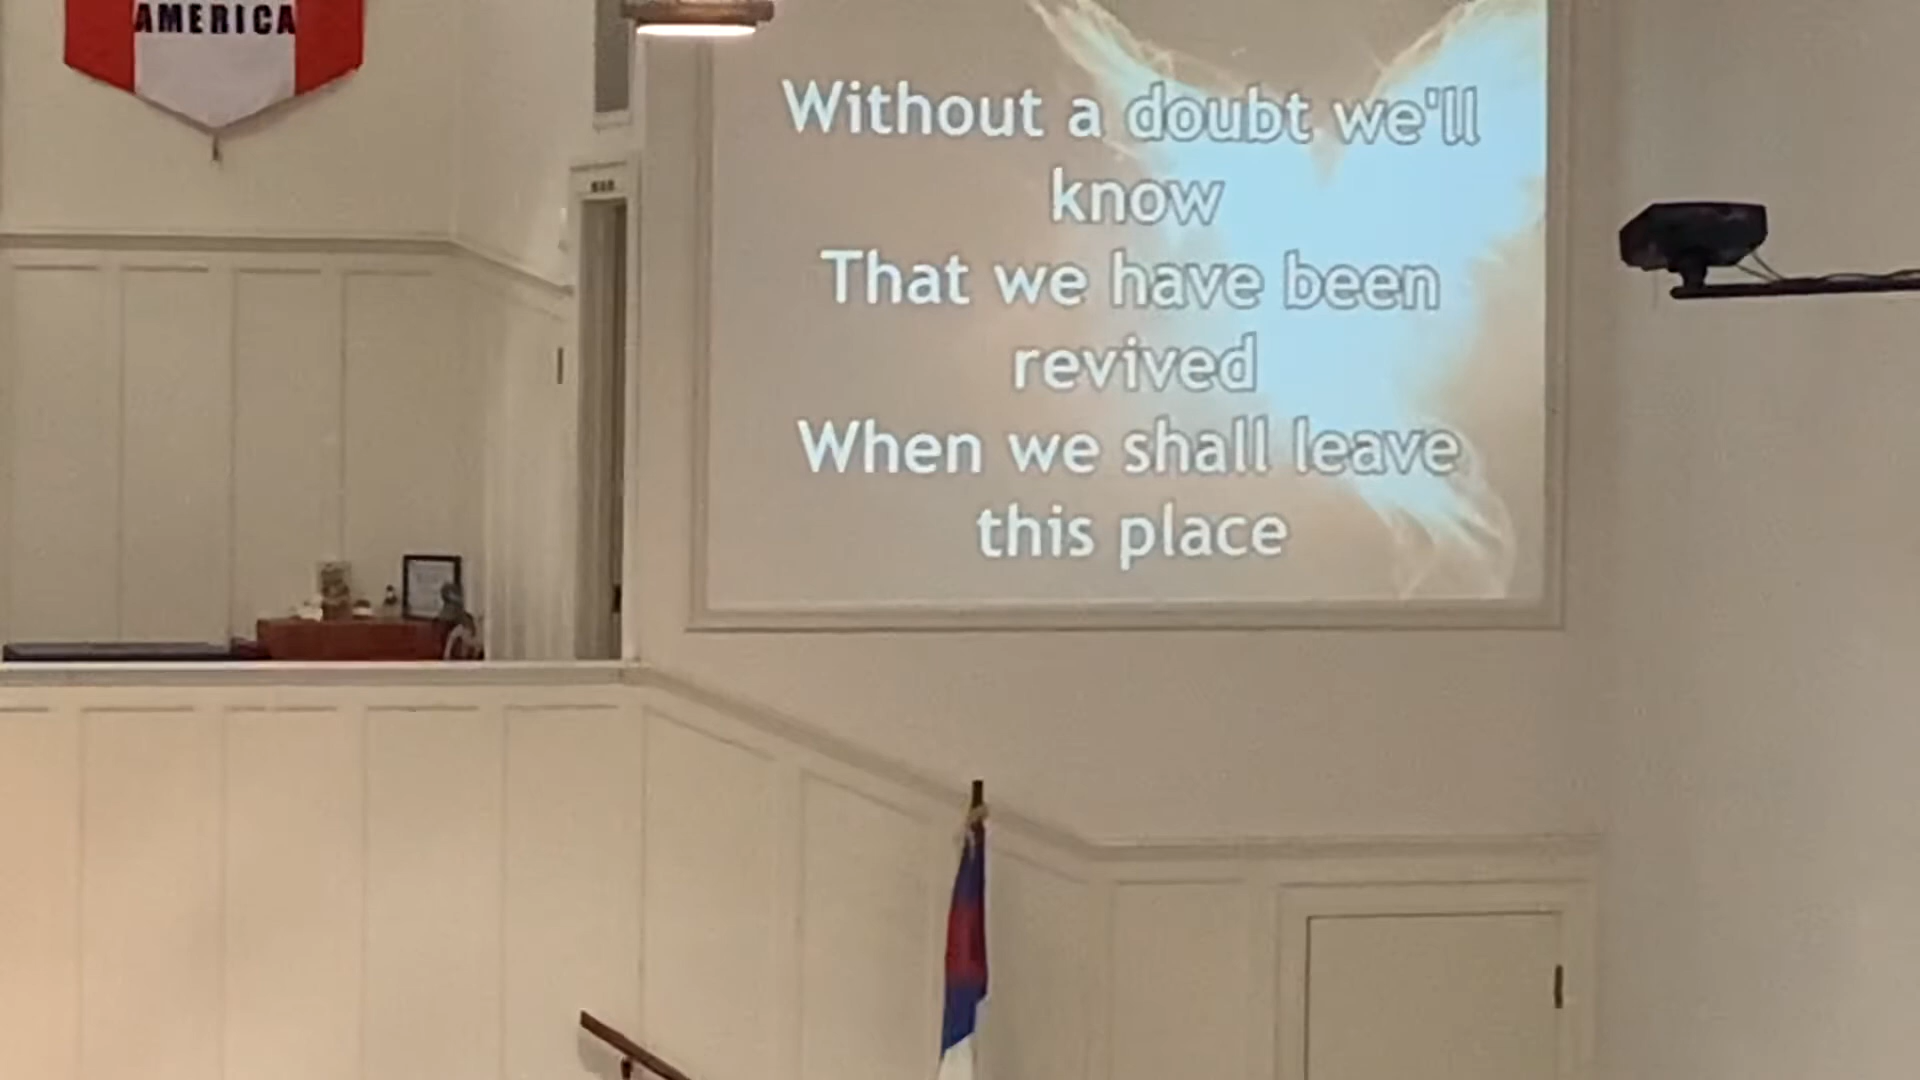 AMERICA
Without a doubt we'll
know
That we have been
revived
When we shall leave
this place